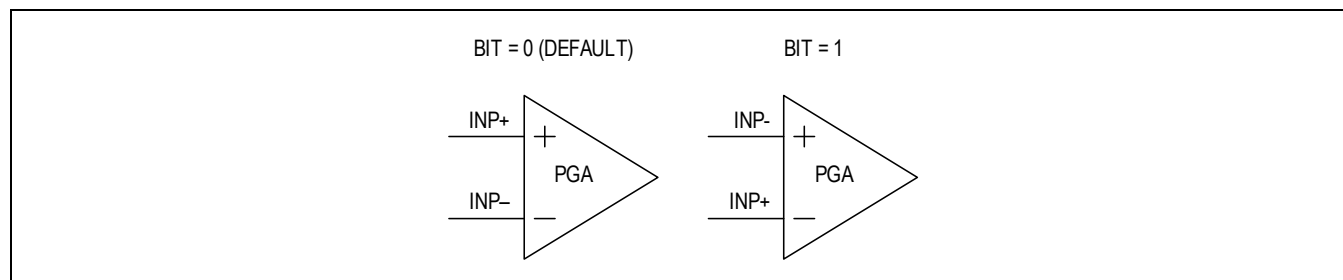 BIT = 0 (DEFAULT)
BIT = 1
INP+
+
PGA
INP–
–
INP-
+
PGA
INP+
–